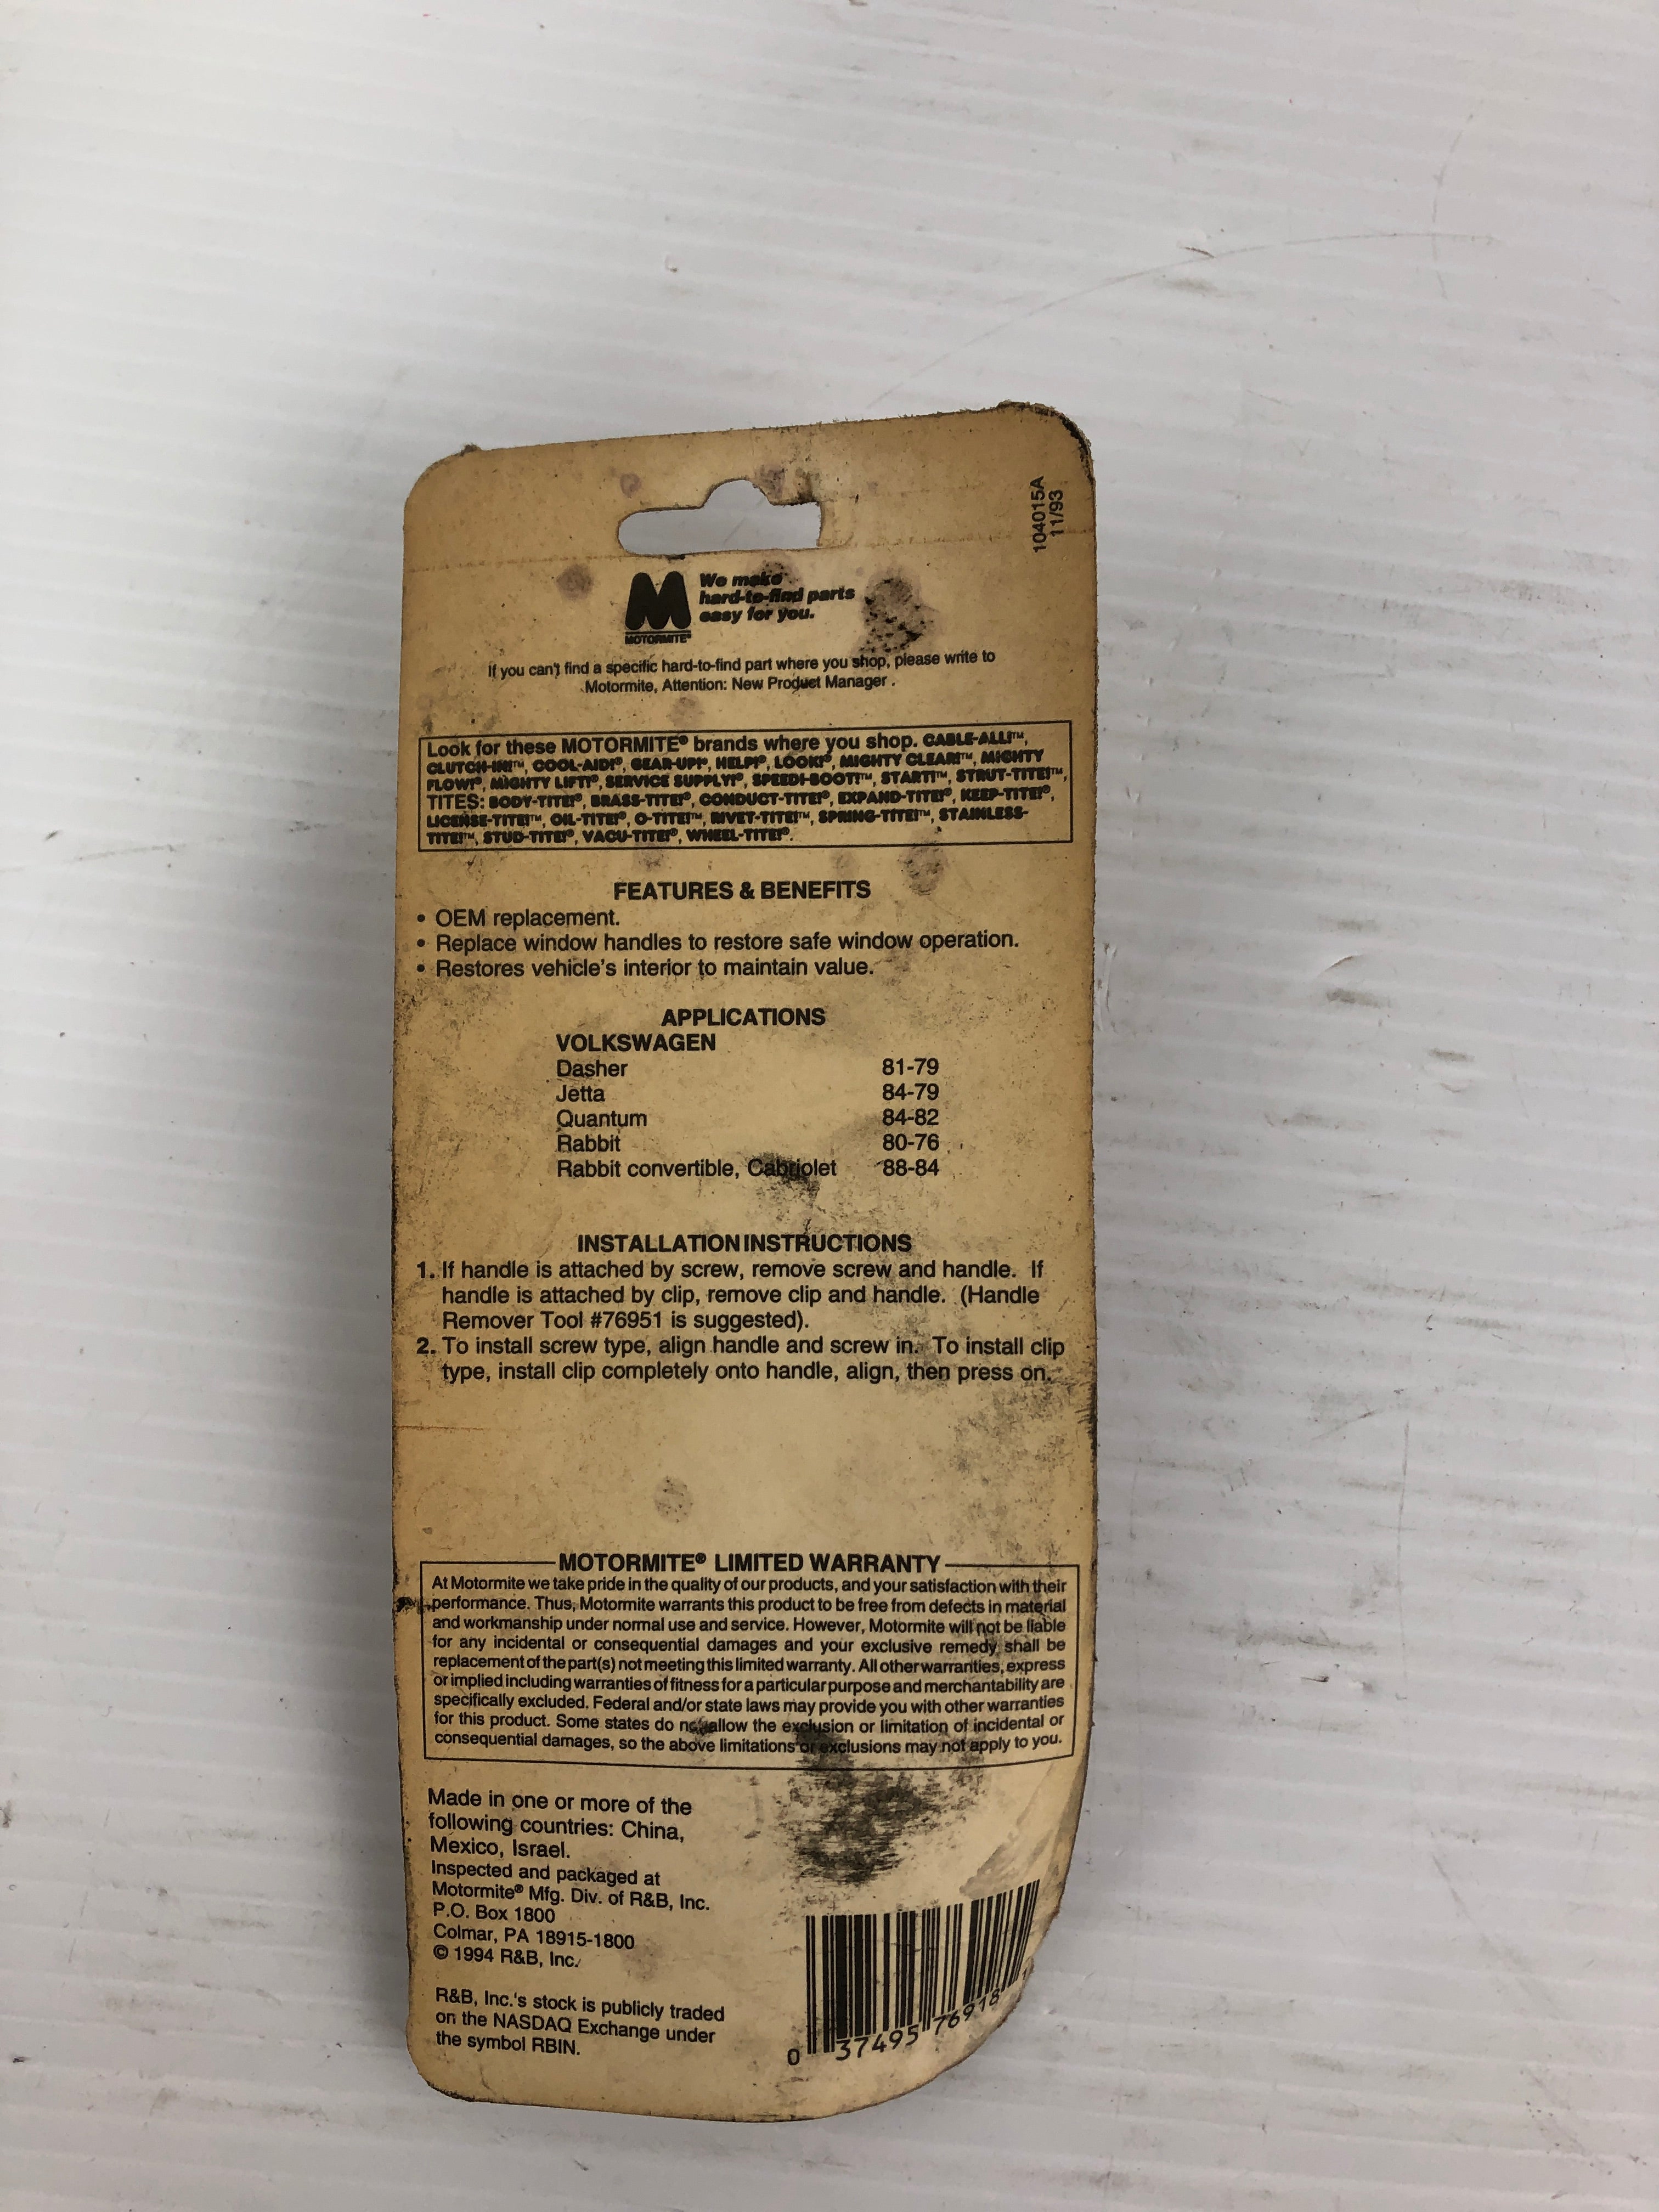 104015A
11/93
We make
hard-to-find parts
easy for you.
MOTORMITE®
If you can't find a specific hard-to-find part where you shop, please write to
Motormite, Attention: New Product Manager.
Look for these MOTORMITE® brands where you shop. CABLE-ALL!™,
CLUTCH-IN!™, COOL-AID!®, GEAR-UP!®, HELP!®, LOOK!®, MIGHTY CLEAR!™, MIGHTY
FLOW!®, MIGHTY LIFT!®, SERVICE SUPPLY!®, SPEEDI-BOOT!™, START!™, STRUT-TITE!™,
TITES: BODY-TITE!®, BRASS-TITE!®, CONDUCT-TITE!®, EXPAND-TITE!®, KEEP-TITE!®,
LICENSE-TITE!™, OIL-TITE!®, O-TITE!™, RIVET-TITE!™, SPRING-TITE!™, STAINLESS-
TITE!™, STUD-TITE!®, VACU-TITE!®, WHEEL-TITE!®.
FEATURES & BENEFITS
• OEM replacement.
• Replace window handles to restore safe window operation.
• Restores vehicle's interior to maintain value.
APPLICATIONS
VOLKSWAGEN
Dasher 81-79
Jetta 84-79
Quantum 84-82
Rabbit 80-76
Rabbit convertible, Cabriolet 88-84
INSTALLATION INSTRUCTIONS
1. If handle is attached by screw, remove screw and handle. If
handle is attached by clip, remove clip and handle. (Handle
Remover Tool #76951 is suggested).
2. To install screw type, align handle and screw in. To install clip
type, install clip completely onto handle, align, then press on.
MOTORMITE® LIMITED WARRANTY
At Motormite we take pride in the quality of our products, and your satisfaction with their
performance. Thus, Motormite warrants this product to be free from defects in material
and workmanship under normal use and service. However, Motormite will not be liable
for any incidental or consequential damages and your exclusive remedy shall be
replacement of the part(s) not meeting this limited warranty. All other warranties, express
or implied including warranties of fitness for a particular purpose and merchantability are
specifically excluded. Federal and/or state laws may provide you with other warranties
for this product. Some states do not allow the exclusion or limitation of incidental or
consequential damages, so the above limitations or exclusions may not apply to you.
Made in one or more of the
following countries: China,
Mexico, Israel.
Inspected and packaged at
Motormite® Mfg. Div. of R&B, Inc.
P.O. Box 1800
Colmar, PA 18915-1800
© 1994 R&B, Inc.
R&B, Inc.'s stock is publicly traded
on the NASDAQ Exchange under
the symbol RBIN.
0 37495 76918